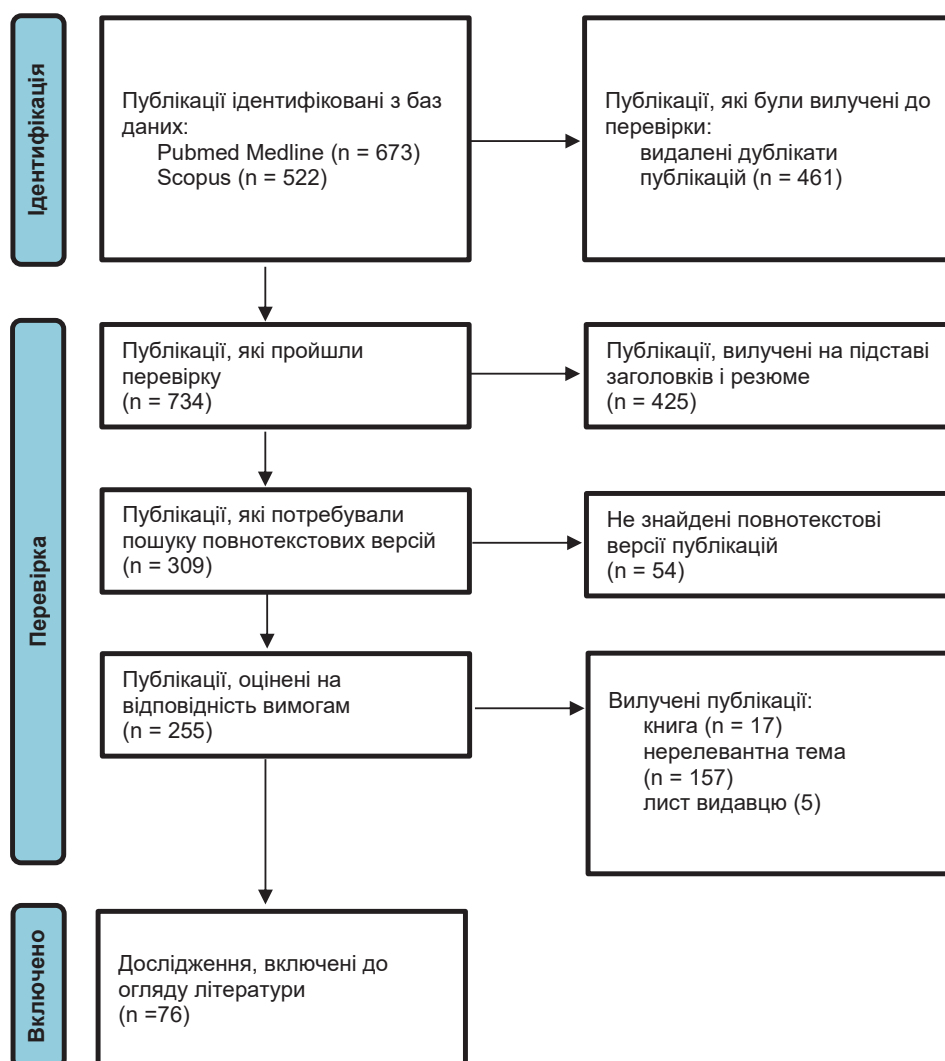 Ідентифікація
Публікації ідентифіковані з баз
даних:
Pubmed Medline (n = 673)
Scopus (n = 522)
Публікації, які були вилучені до
перевірки:
видалені дублікати
публікацій (n = 461)
Перевірка
Публікації, які пройшли
перевірку
(n = 734)
Публікації, вилучені на підставі
заголовків і резюме
(n = 425)
Публікації, які потребували
пошуку повнотекстових версій
(n = 309)
Не знайдені повнотекстові
версії публікацій
(n = 54)
Публікації, оцінені на
відповідність вимогам
(n = 255)
Вилучені публікації:
книга (n = 17)
нерелевантна тема
(n = 157)
лист видавцю (5)
Включено
Дослідження, включені до
огляду літератури
(n =76)